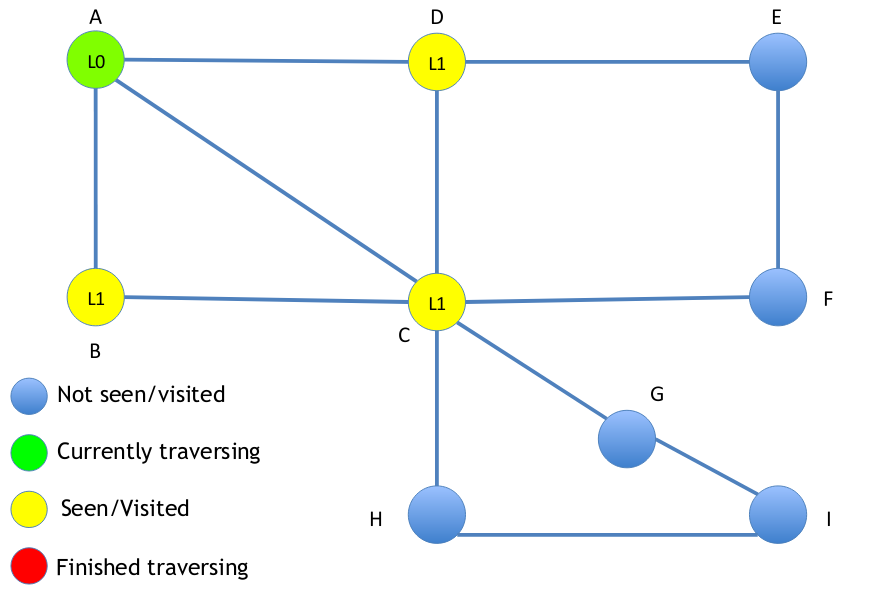 A D E
L0 L1
L1 L1 F
B C
Not seen/visited G
Currently traversing
Seen/Visited H I
Finished traversing